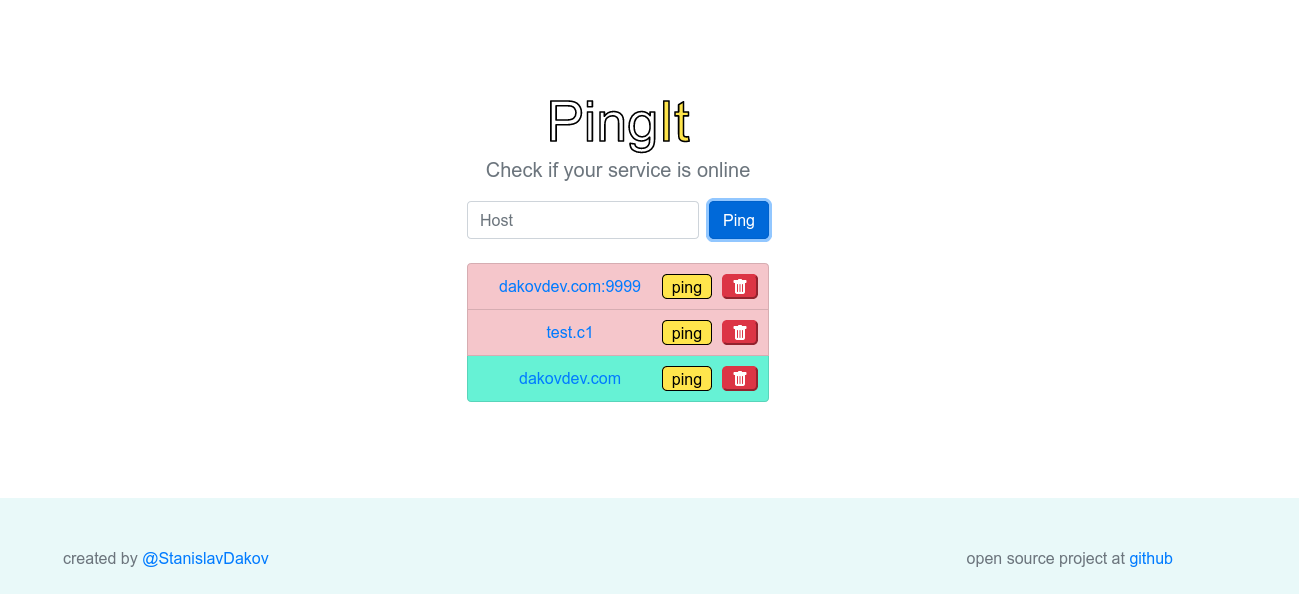 PingIt
Check if your service is online
Host Ping
dakovdev.com:9999 ping
test.c1 ping
dakovdev.com ping
created by @StanislavDakov open source project at github